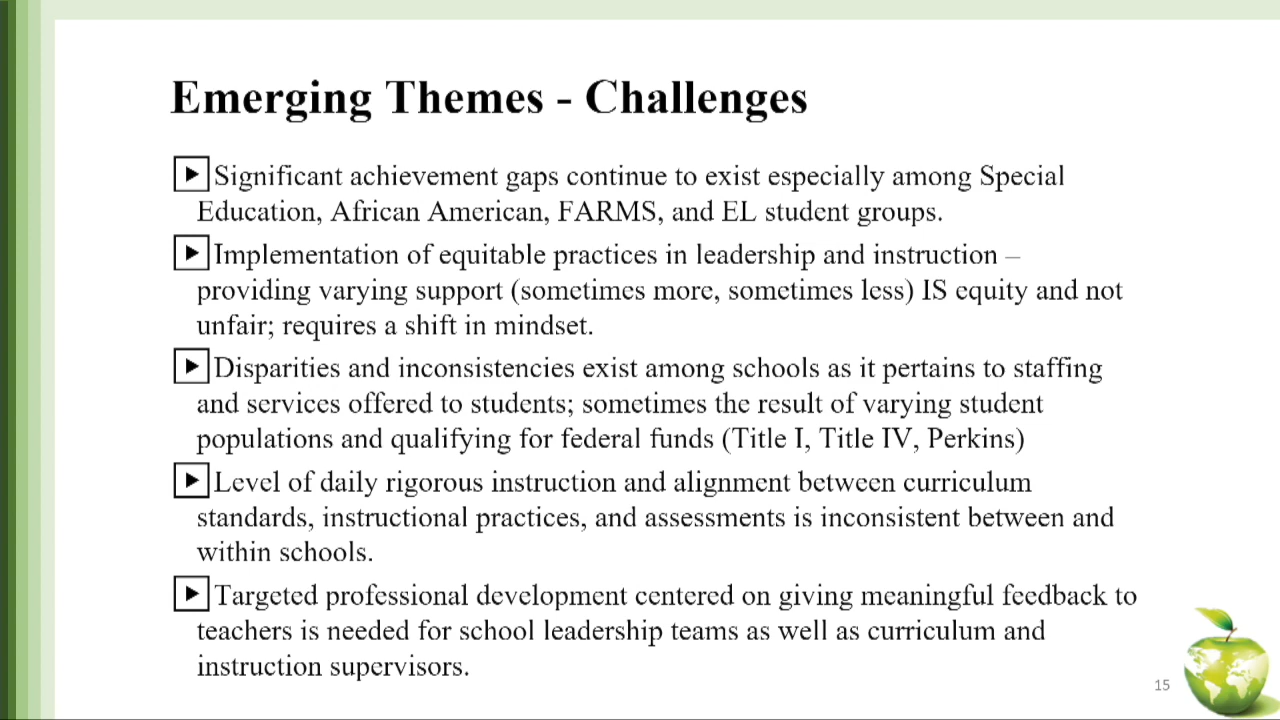 Emerging Themes - Challenges
Significant achievement gaps continue to exist especially among Special
Education, African American, FARMS, and EL student groups.
Implementation of equitable practices in leadership and instruction –
providing varying support (sometimes more, sometimes less) IS equity and not
unfair; requires a shift in mindset.
Disparities and inconsistencies exist among schools as it pertains to staffing
and services offered to students; sometimes the result of varying student
populations and qualifying for federal funds (Title I, Title IV, Perkins)
Level of daily rigorous instruction and alignment between curriculum
standards, instructional practices, and assessments is inconsistent between and
within schools.
Targeted professional development centered on giving meaningful feedback to
teachers is needed for school leadership teams as well as curriculum and
instruction supervisors.
15